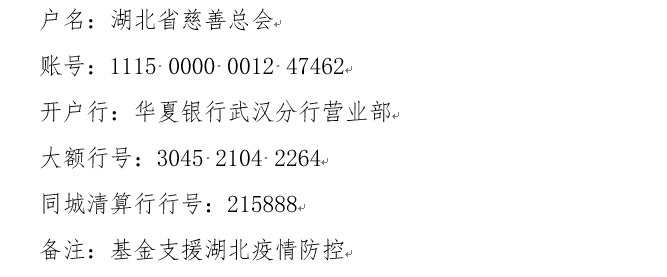 户名：湖北省慈善总会
账号：1115 0000 0012 47462
开户行：华夏银行武汉分行营业部
大额行号：3045 2104 2264
同城清算行行号：215888
备注：基金支援湖北疫情防控